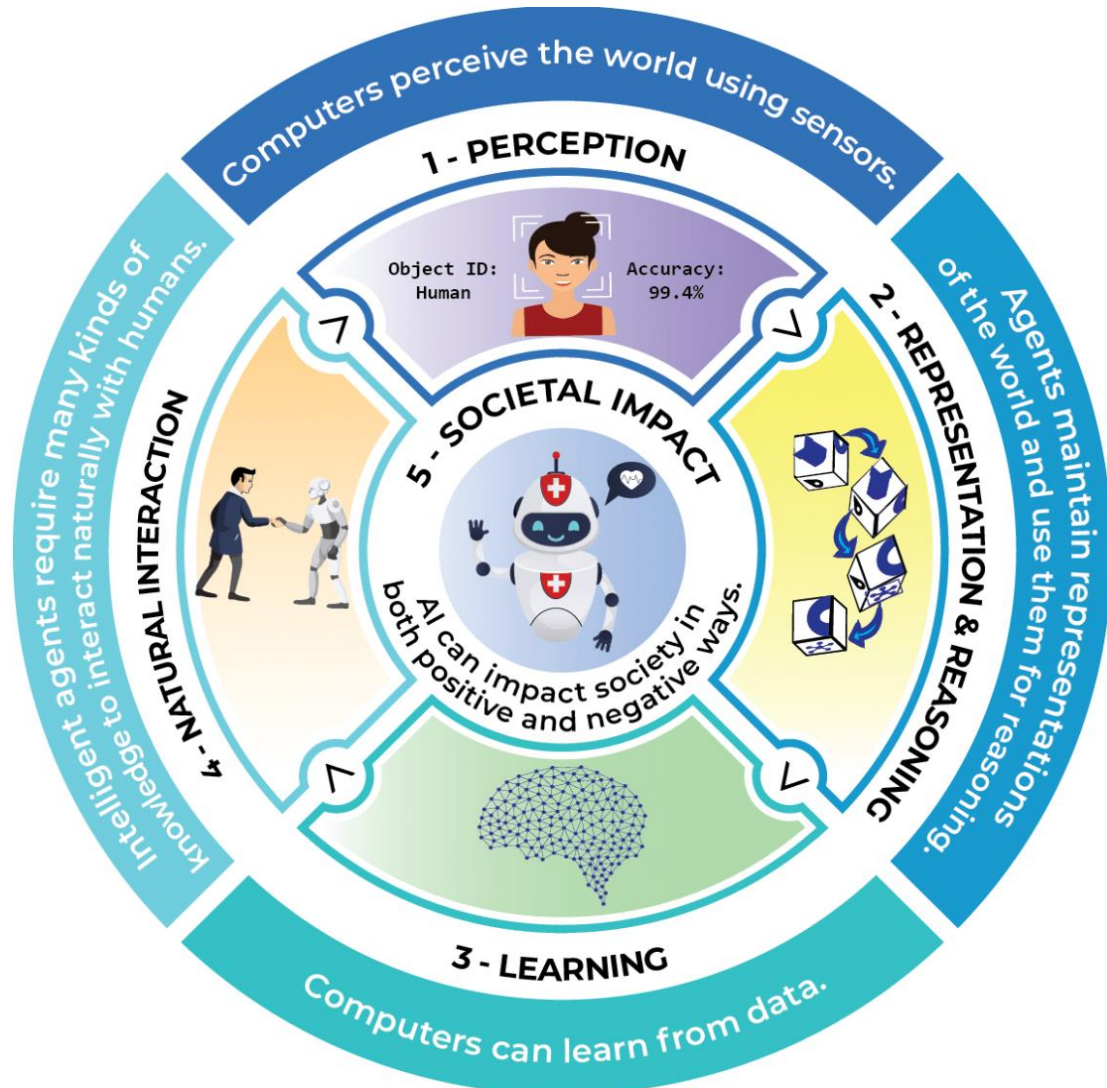 Computers perceive the world using sensors.
1 - PERCEPTION
Object ID:
Human
Accuracy:
99.4%
Agents maintain representations
of the world and use them for reasoning.
2 - REPRESENTATION & REASONING
3 - LEARNING
Computers can learn from data.
Intelligent agents require many kinds of
knowledge to interact naturally with humans.
4 - NATURAL INTERACTION
5 - SOCIETAL IMPACT
AI can impact society in
both positive and negative ways.